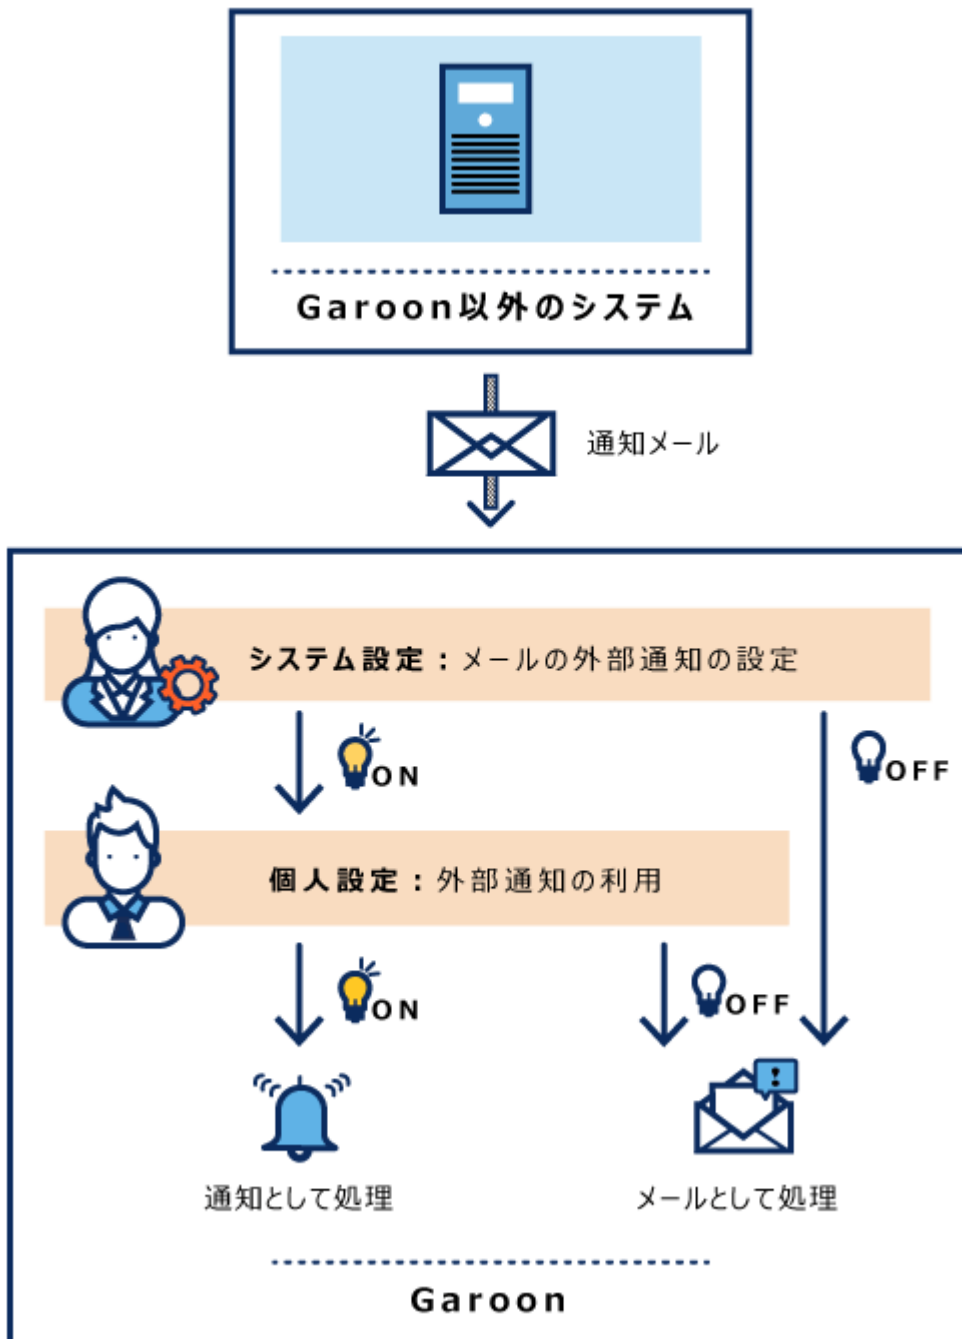 Garoon以外のシステム
通知メール
システム設定：メールの外部通知の設定
ON
OFF
個人設定：外部通知の利用
ON
OFF
!
通知として処理
メールとして処理
Garoon